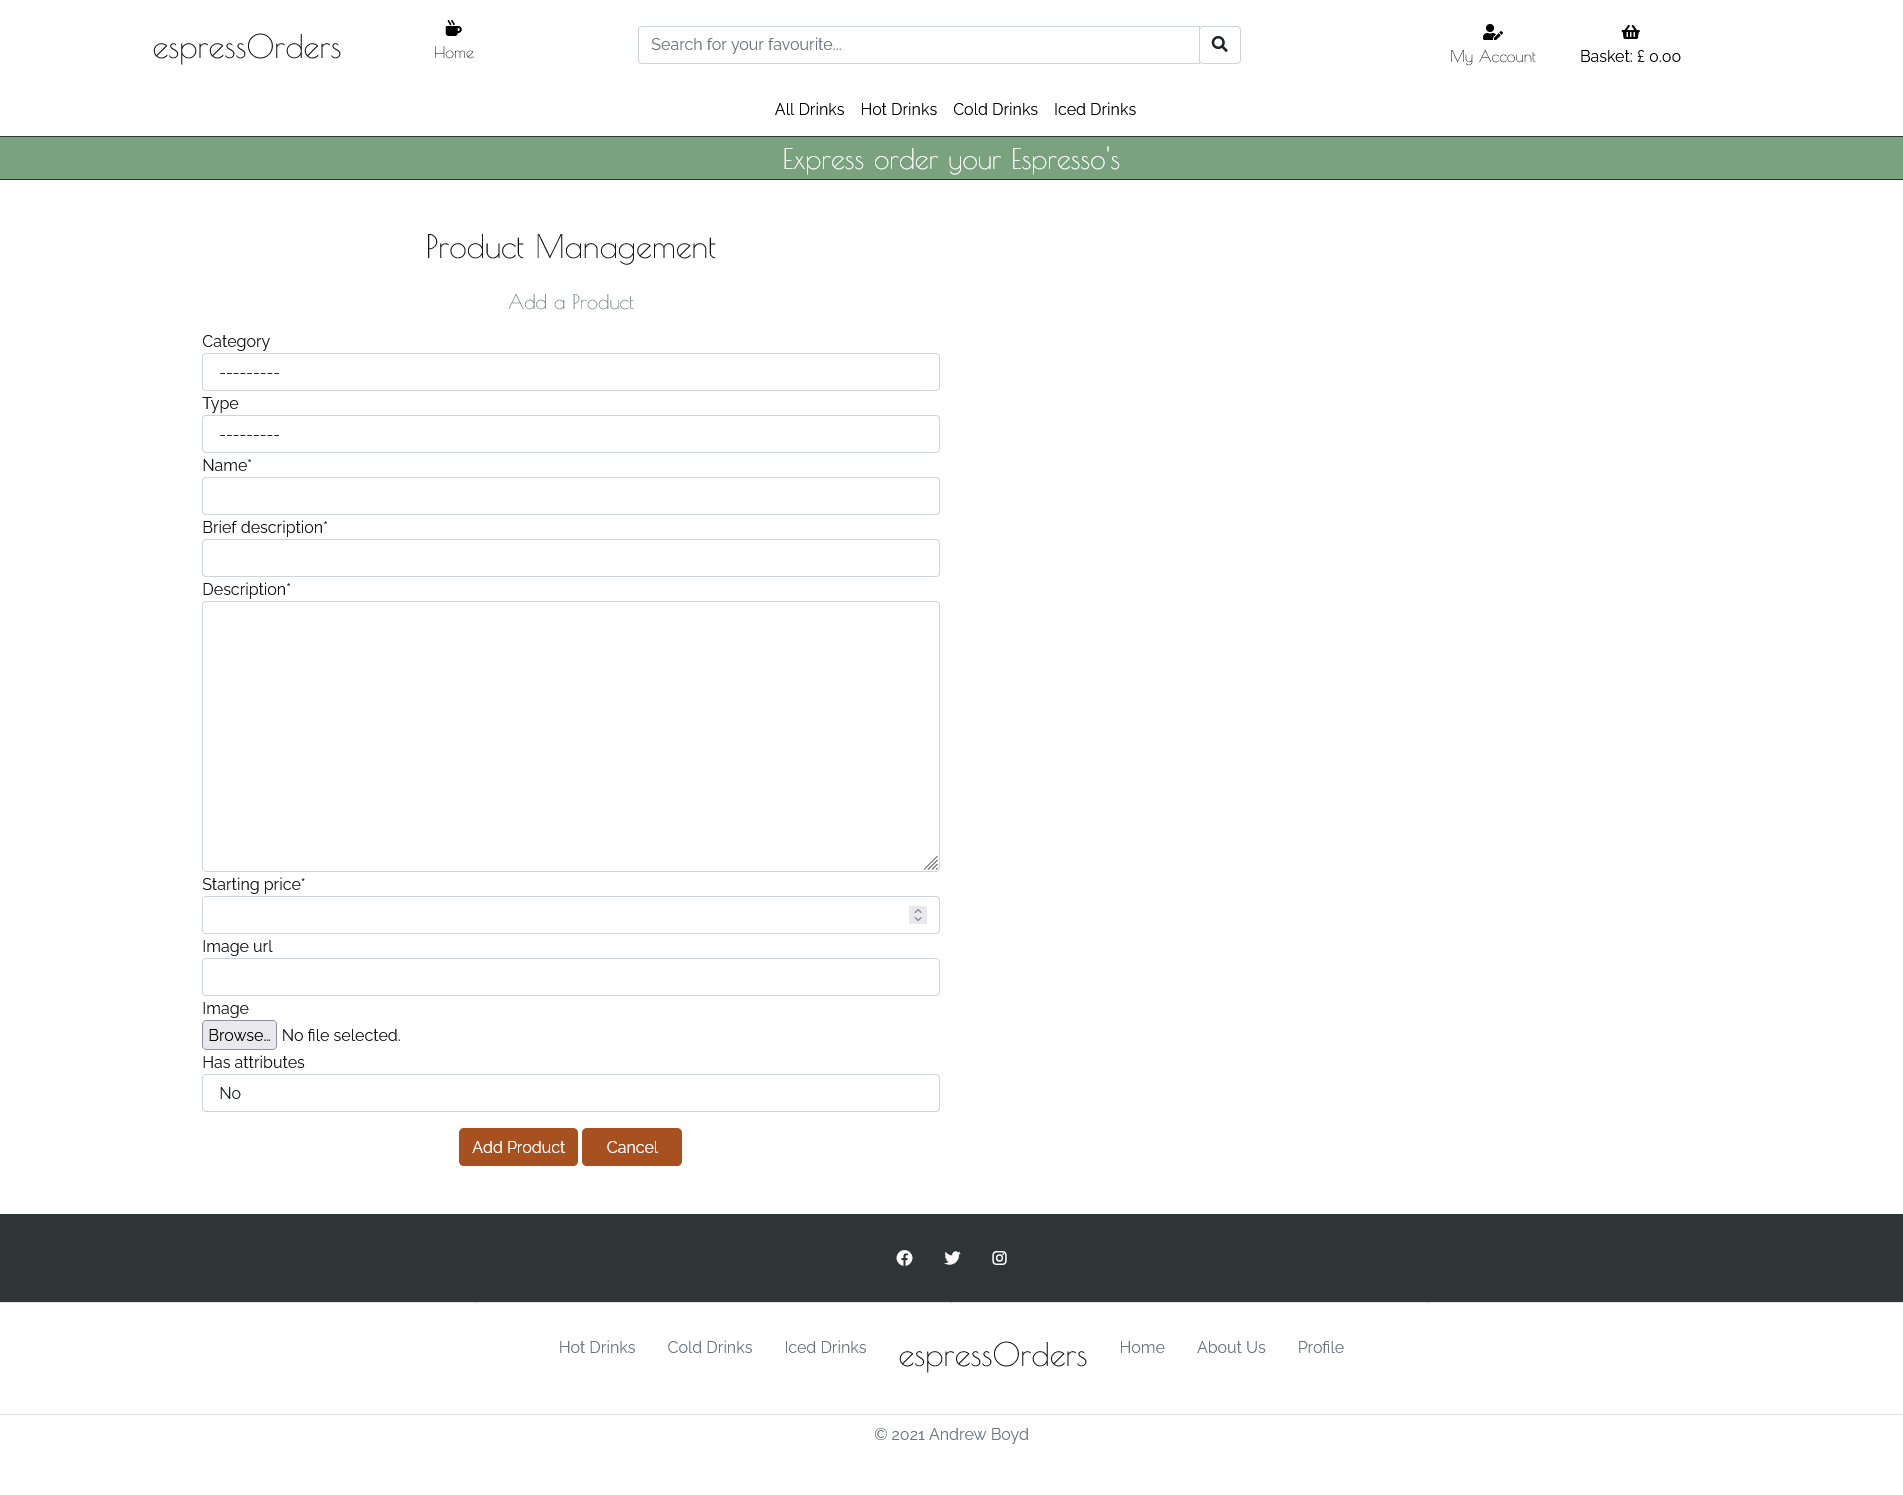 espressOrders
Home
Search for your favourite...
My Account
Basket: £ 0.00
All Drinks Hot Drinks Cold Drinks Iced Drinks
Express order your Espresso's
Product Management
Add a Product
Category
---------
Type
---------
Name*
Brief description*
Description*
Starting price*
Image url
Image
Browse... No file selected.
Has attributes
No
Add Product Cancel
Hot Drinks Cold Drinks Iced Drinks espressOrders Home About Us Profile
© 2021 Andrew Boyd